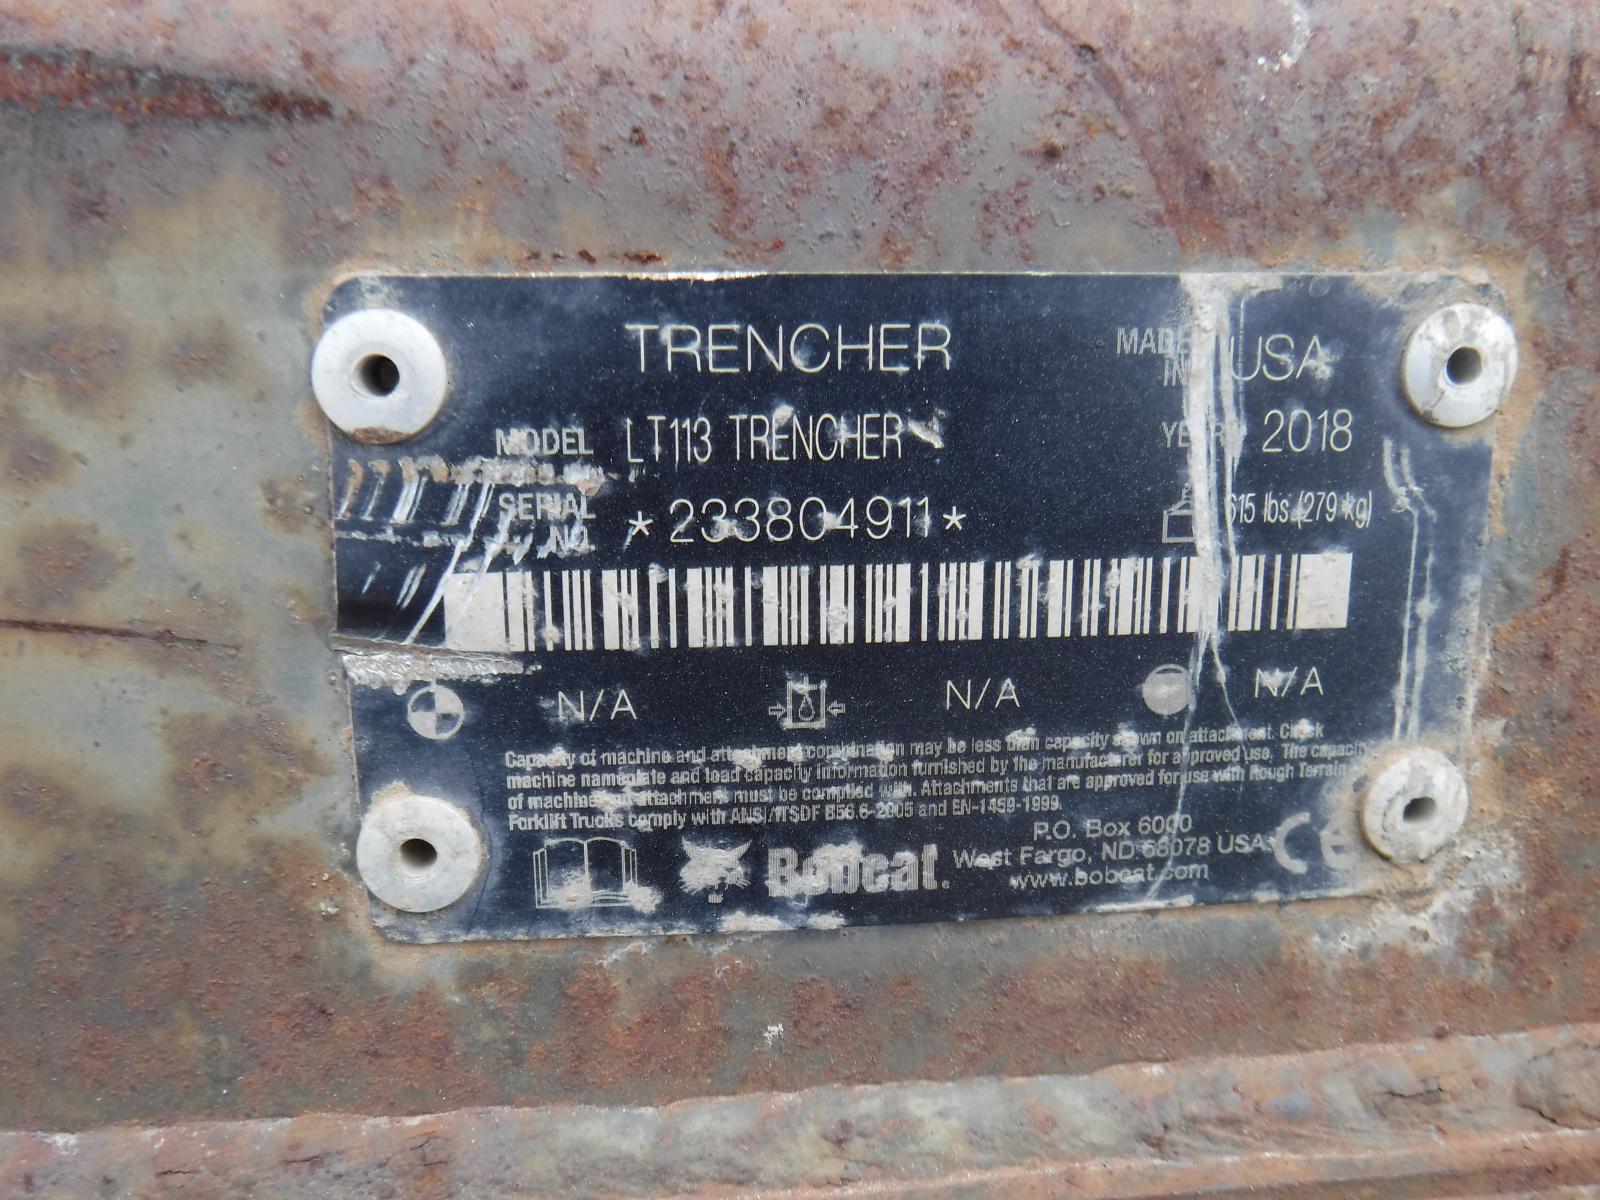 TRENCHER
MADE IN USA
MODEL LT113 TRENCHER
YEAR 2018
SERIAL NO. *233804911*
615 lbs. (279 kg)
N/A N/A N/A
Capacity of machine and attachment combination may be less than capacity shown on attachment. Check
machine nameplate and load capacity information furnished by the manufacturer for approved use. The capacity
of machine and attachment must be complied with. Attachments that are approved for use with Rough Terrain
Forklift Trucks comply with ANSI/ITSDF B56.6-2005 and EN-1459-1999.
Bobcat.
P.O. Box 6000
West Fargo, ND 58078 USA
www.bobcat.com
CE